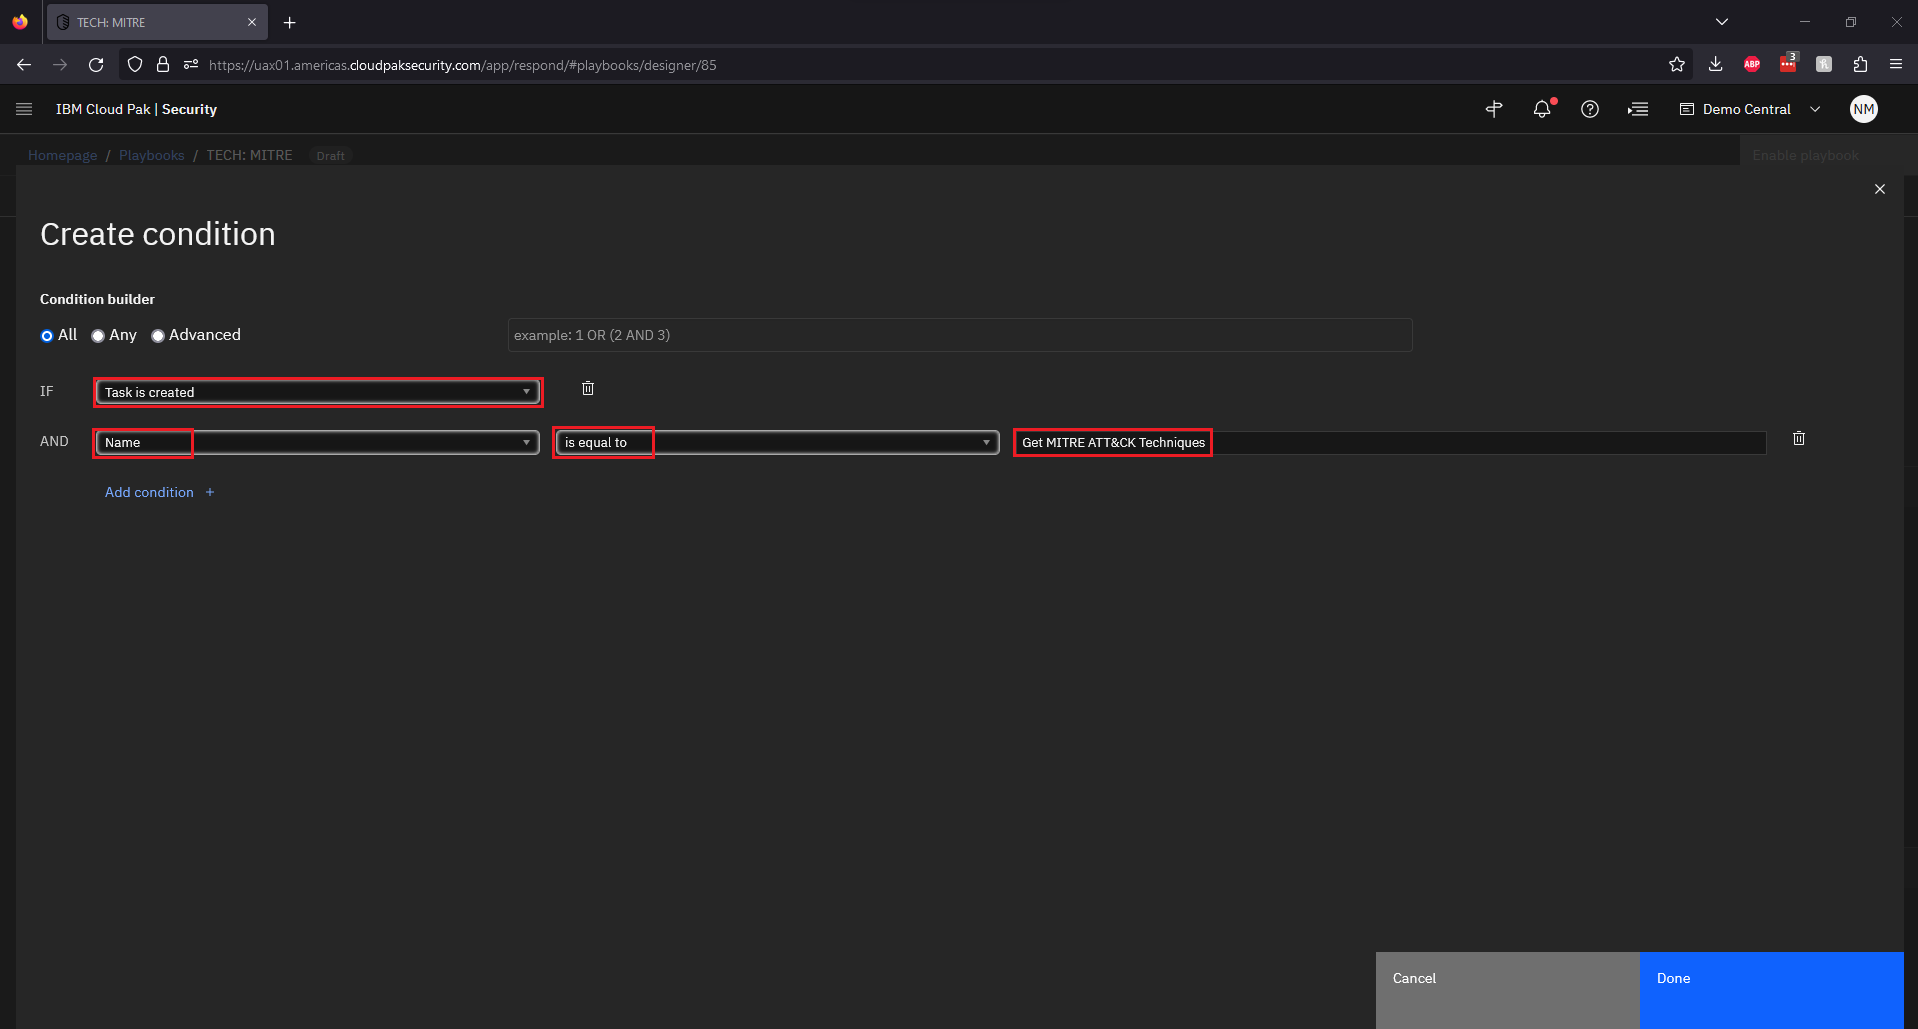 TECH: MITRE
https://uax01.americas.cloudpaksecurity.com/app/respond/#playbooks/designer/85
ABP
3
IBM Cloud Pak | Security
Demo Central
NM
Homepage / Playbooks / TECH: MITRE Draft
Enable playbook
Create condition
Condition builder
All Any Advanced
example: 1 OR (2 AND 3)
IF Task is created
AND Name is equal to Get MITRE ATT&CK Techniques
Add condition +
Cancel
Done